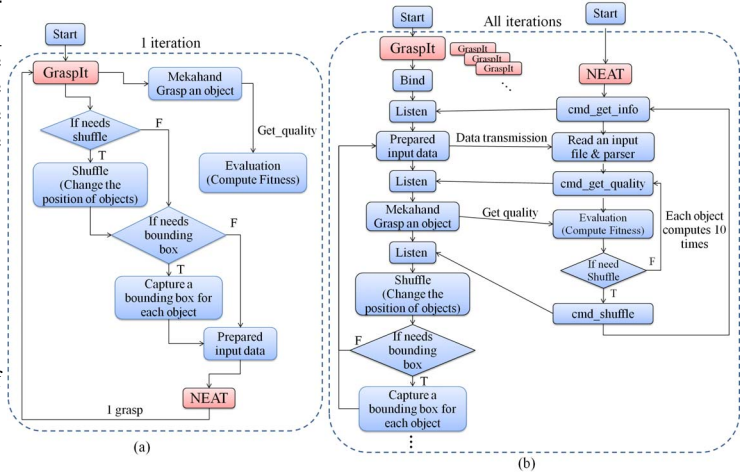 Start
1 iteration
GraspIt
Mekahand
Grasp an object
If needs
shuffle
F
T
Get_quality
Shuffle
(Change the
position of objects)
Evaluation
(Compute Fitness)
If needs
bounding
box
F
T
Capture a
bounding box for
each object
Prepared
input data
NEAT
1 grasp
(a)
Start
All iterations
Start
GraspIt
GraspIt
GraspIt
GraspIt
NEAT
Bind
Listen
cmd_get_info
Prepared
input data
Data transmission
Read an input
file & parser
Listen
cmd_get_quality
Mekahand
Grasp an object
Get quality
Evaluation
(Compute Fitness)
Each object
computes 10
times
Listen
If need
Shuffle
F
T
Shuffle
(Change the
position of objects)
cmd_shuffle
If needs
bounding
box
F
T
Capture a
bounding box for
each object
(b)